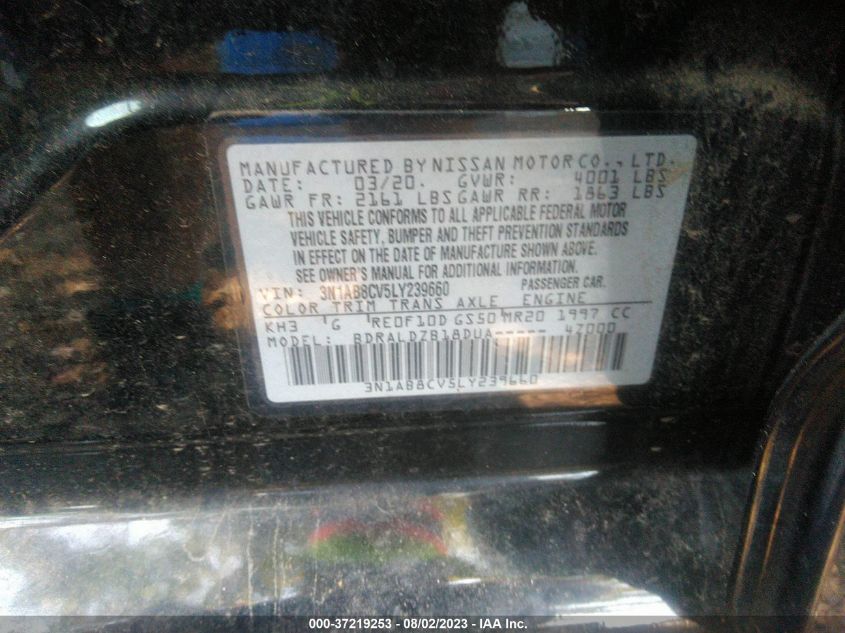 MANUFACTURED BY NISSAN MOTOR CO., LTD.
DATE: 03/20. GVWR: 4001 LBS
GAWR FR: 2161 LBS GAWR RR: 1863 LBS
THIS VEHICLE CONFORMS TO ALL APPLICABLE FEDERAL MOTOR
VEHICLE SAFETY, BUMPER AND THEFT PREVENTION STANDARDS
IN EFFECT ON THE DATE OF MANUFACTURE SHOWN ABOVE.
SEE OWNER'S MANUAL FOR ADDITIONAL INFORMATION
VIN: 3N1AB8CV5LY239660 PASSENGER CAR.
COLOR TRIM TRANS AXLE ENGINE
KH3 G RE0F10D GS50 MR20 1997 CC
MODEL: BDRALDZB18DUA----- 47000
3N1AB8CV5LY239660
000-37219253 - 08/02/2023 - © IAA, Inc.